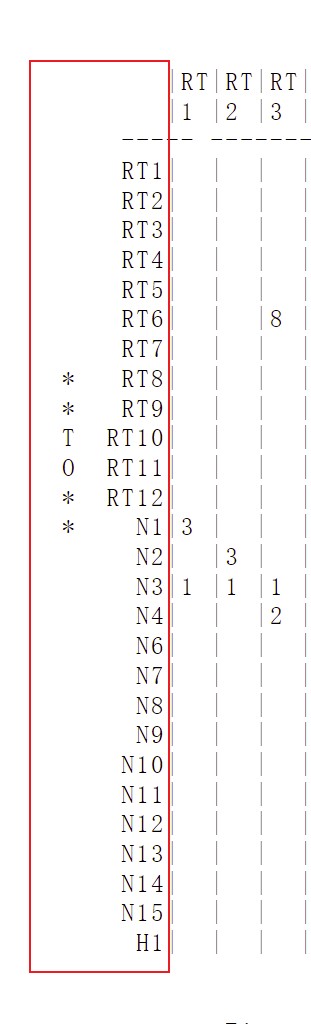 |RT|RT|RT|
|1 |2 |3 |
----- -------
RT1| | | |
RT2| | | |
RT3| | | |
RT4| | | |
RT5| | | |
RT6| | |8 |
RT7| | | |
* RT8| | | |
* RT9| | | |
T RT10| | | |
O RT11| | | |
* RT12| | | |
* N1|3 | | |
N2| |3 | |
N3|1 |1 |1 |
N4| | |2 |
N6| | | |
N7| | | |
N8| | | |
N9| | | |
N10| | | |
N11| | | |
N12| | | |
N13| | | |
N14| | | |
N15| | | |
H1| | | |